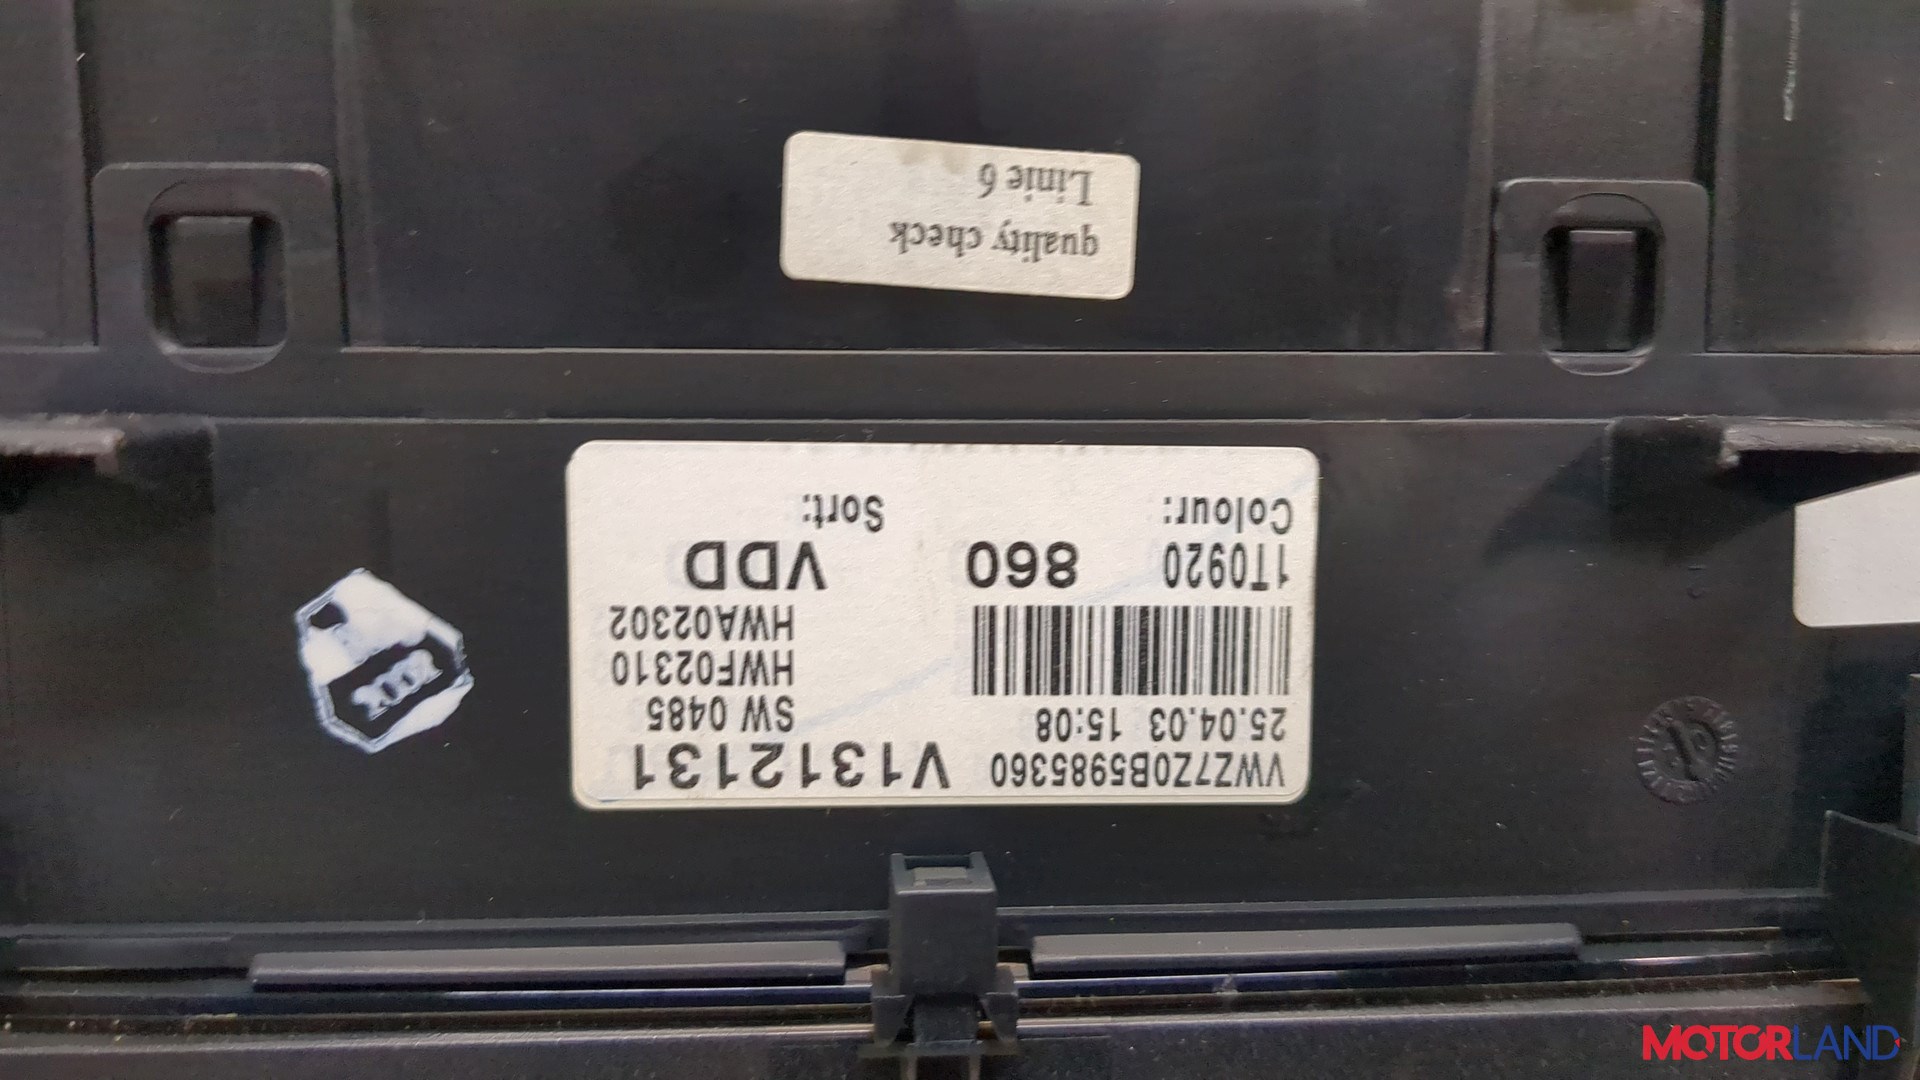 quality check
Linie 6
VWZ7Z0B5985360 V1312131
25.04.03 15:08 SW 0485
HWF02310
HWA02302
1T0920 860 VDD
Colour: Sort:
MOTORLAND